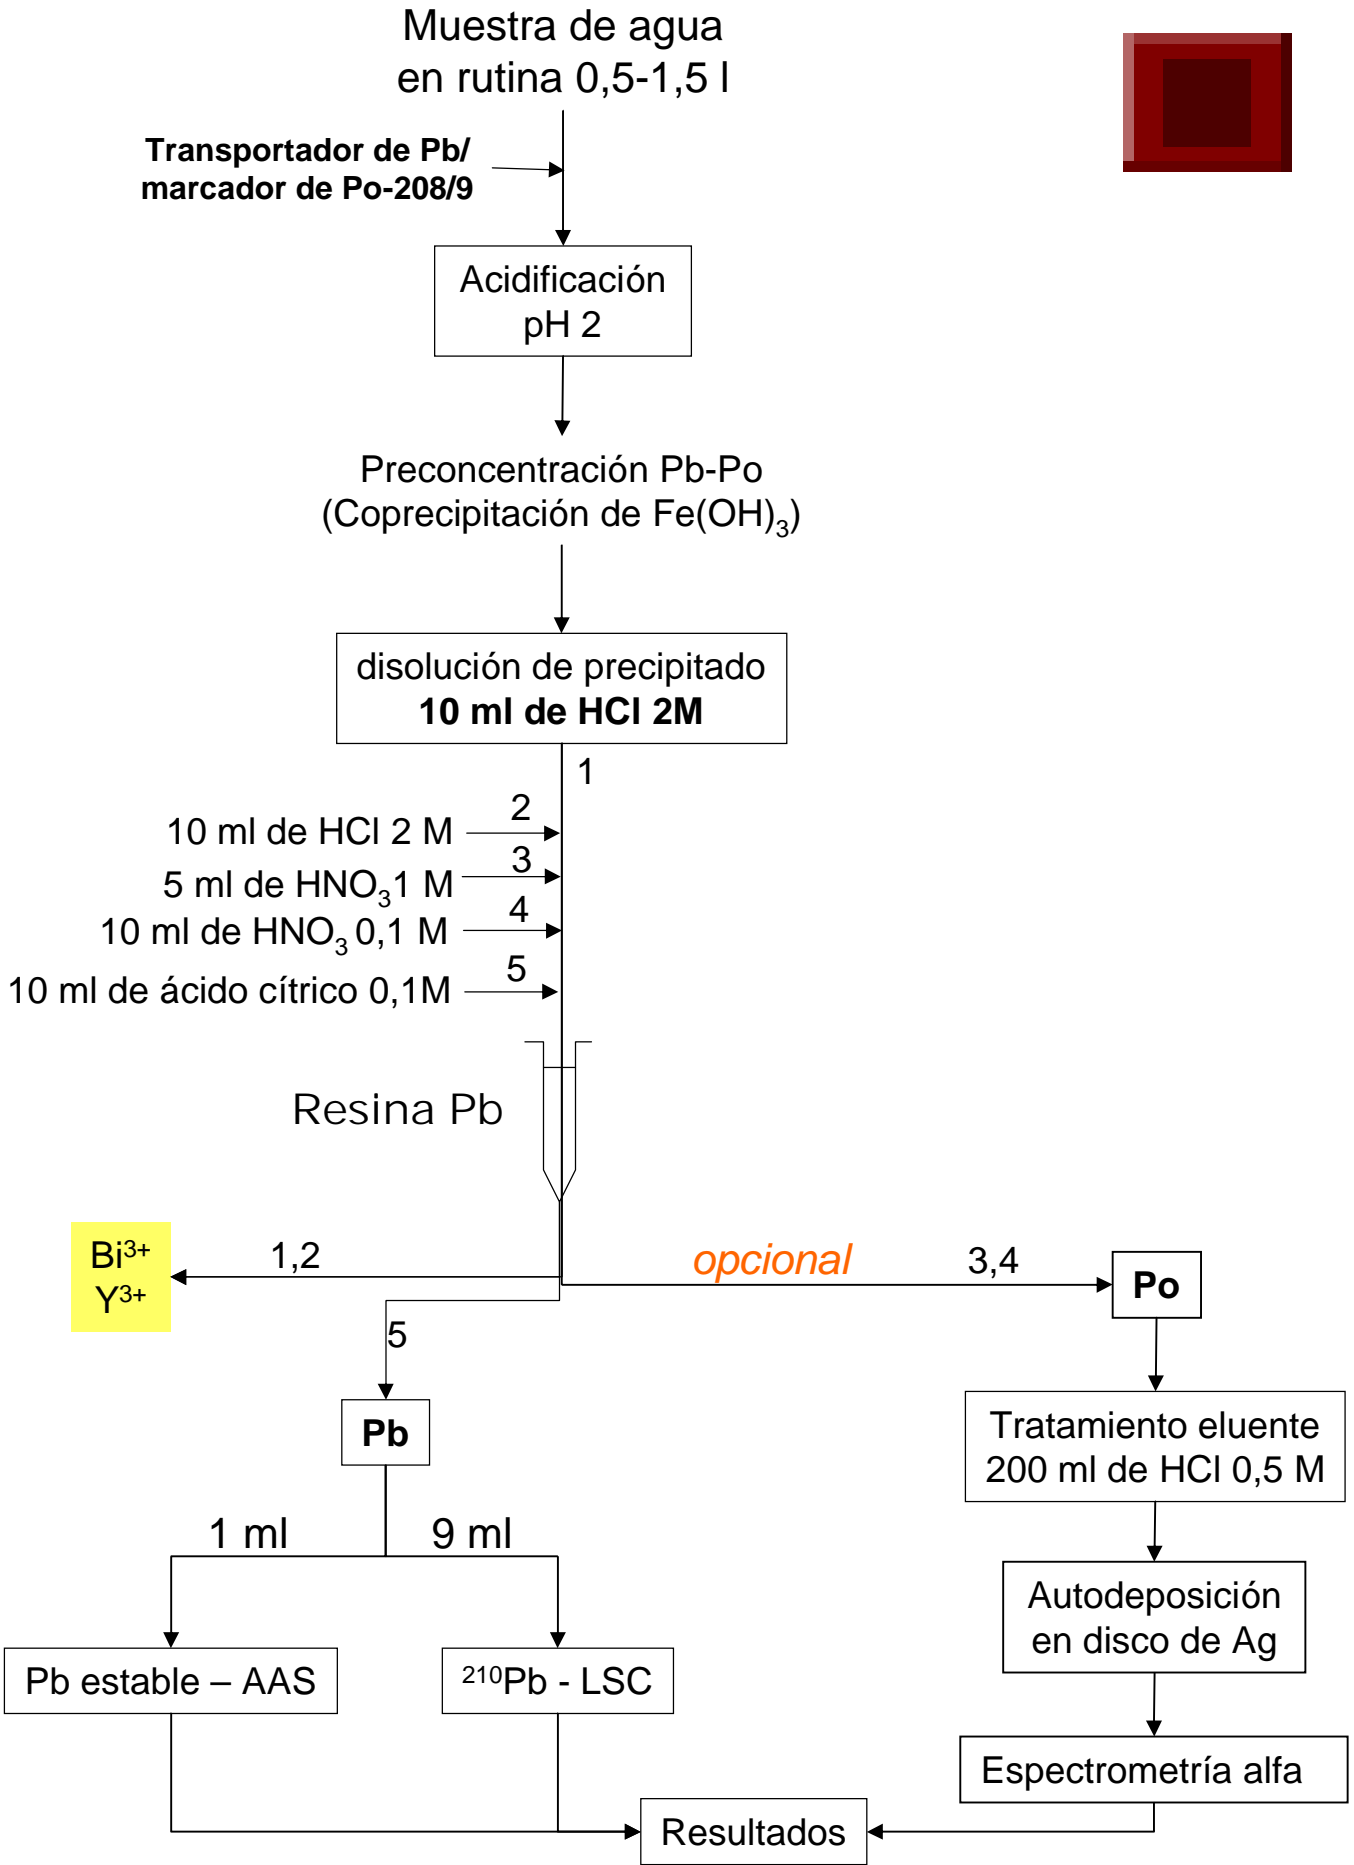 Muestra de agua
en rutina 0,5-1,5 l
Transportador de Pb/
marcador de Po-208/9
Acidificación
pH 2
Preconcentración Pb-Po
(Coprecipitación de Fe(OH)₃)
disolución de precipitado
10 ml de HCl 2M
1
2
10 ml de HCl 2 M
3
5 ml de HNO₃1 M
4
10 ml de HNO₃ 0,1 M
5
10 ml de ácido cítrico 0,1M
Resina Pb
Bi³⁺
Y³⁺
1,2
opcional
3,4
Po
5
Pb
Tratamiento eluente
200 ml de HCl 0,5 M
1 ml
9 ml
Autodeposición
en disco de Ag
Pb estable – AAS
²¹⁰Pb - LSC
Espectrometría alfa
Resultados